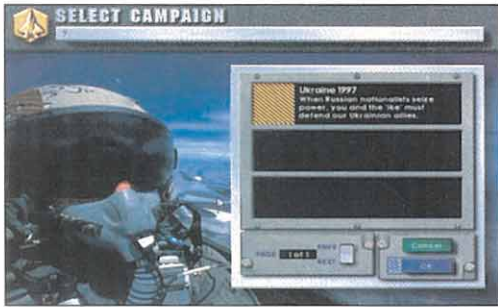 SELECT CAMPAIGN
?
Ukraine 1997
When Russian nationalists seize
power, you and the 'Ike' must
defend our Ukrainian allies.
PAGE 1 of 1
PREV
NEXT
Cancel
OK